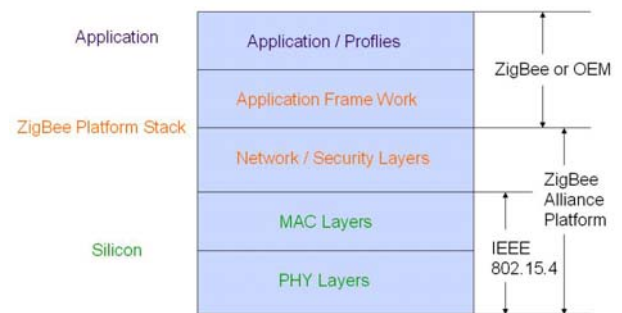 Application
Application / Proflies
ZigBee or OEM
Application Frame Work
ZigBee Platform Stack
Network / Security Layers
ZigBee
Alliance
Platform
MAC Layers
Silicon
IEEE
802.15.4
PHY Layers